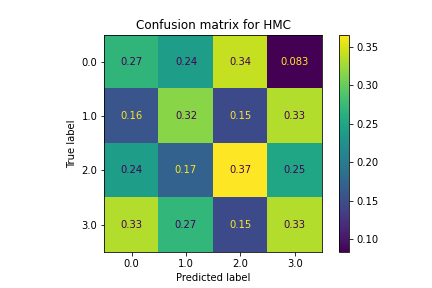 Confusion matrix for HMC
True label
0.0 0.27 0.24 0.34 0.083
1.0 0.16 0.32 0.15 0.33
2.0 0.24 0.17 0.37 0.25
3.0 0.33 0.27 0.15 0.33
0.0 1.0 2.0 3.0
Predicted label
0.35
0.30
0.25
0.20
0.15
0.10